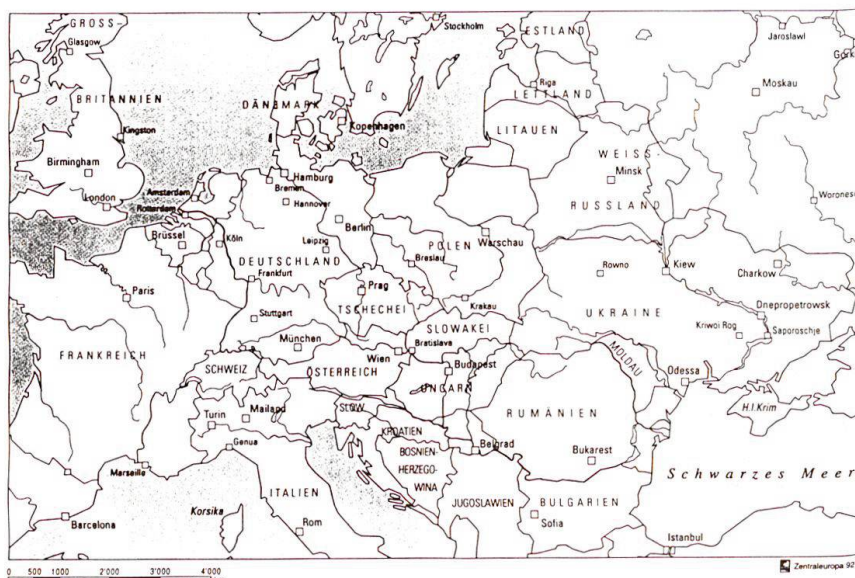 GROSS-
Stockholm
ESTLAND
Jaroslawl
Glasgow
Riga
LETTLAND
Moskau
BRITANNIEN
DÄNEMARK
Kopenhagen
LITAUEN
Kingston
WEISS-
Birmingham
Hamburg
Minsk
Bremen
Amsterdam
Hannover
RUSSLAND
London
Rotterdam
Berlin
Brüssel
Köln
Leipzig
POLEN
Warschau
DEUTSCHLAND
Breslau
Rowno
Kiew
Charkow
Frankfurt
Paris
Prag
Krakau
Dnepropetrowsk
TSCHECHEI
UKRAINE
Stuttgart
SLOWAKEI
Kriwoi Rog
Saporoschje
FRANKREICH
München
Wien
Bratislava
MOLDAU
SCHWEIZ
ÖSTERREICH
Budapest
UNGARN
Odessa
Turin
Mailand
SLOW.
RUMÄNIEN
H.I.Krim
KROATIEN
Genua
BOSNIEN-
HERZEGO-
WINA
Belgrad
Bukarest
Marseille
Schwarzes Meer
ITALIEN
JUGOSLAWIEN
BULGARIEN
Korsika
Barcelona
Rom
Sofia
Istanbul
0 500 1000 2'000 3'000 4'000
Zentraleuropa 92